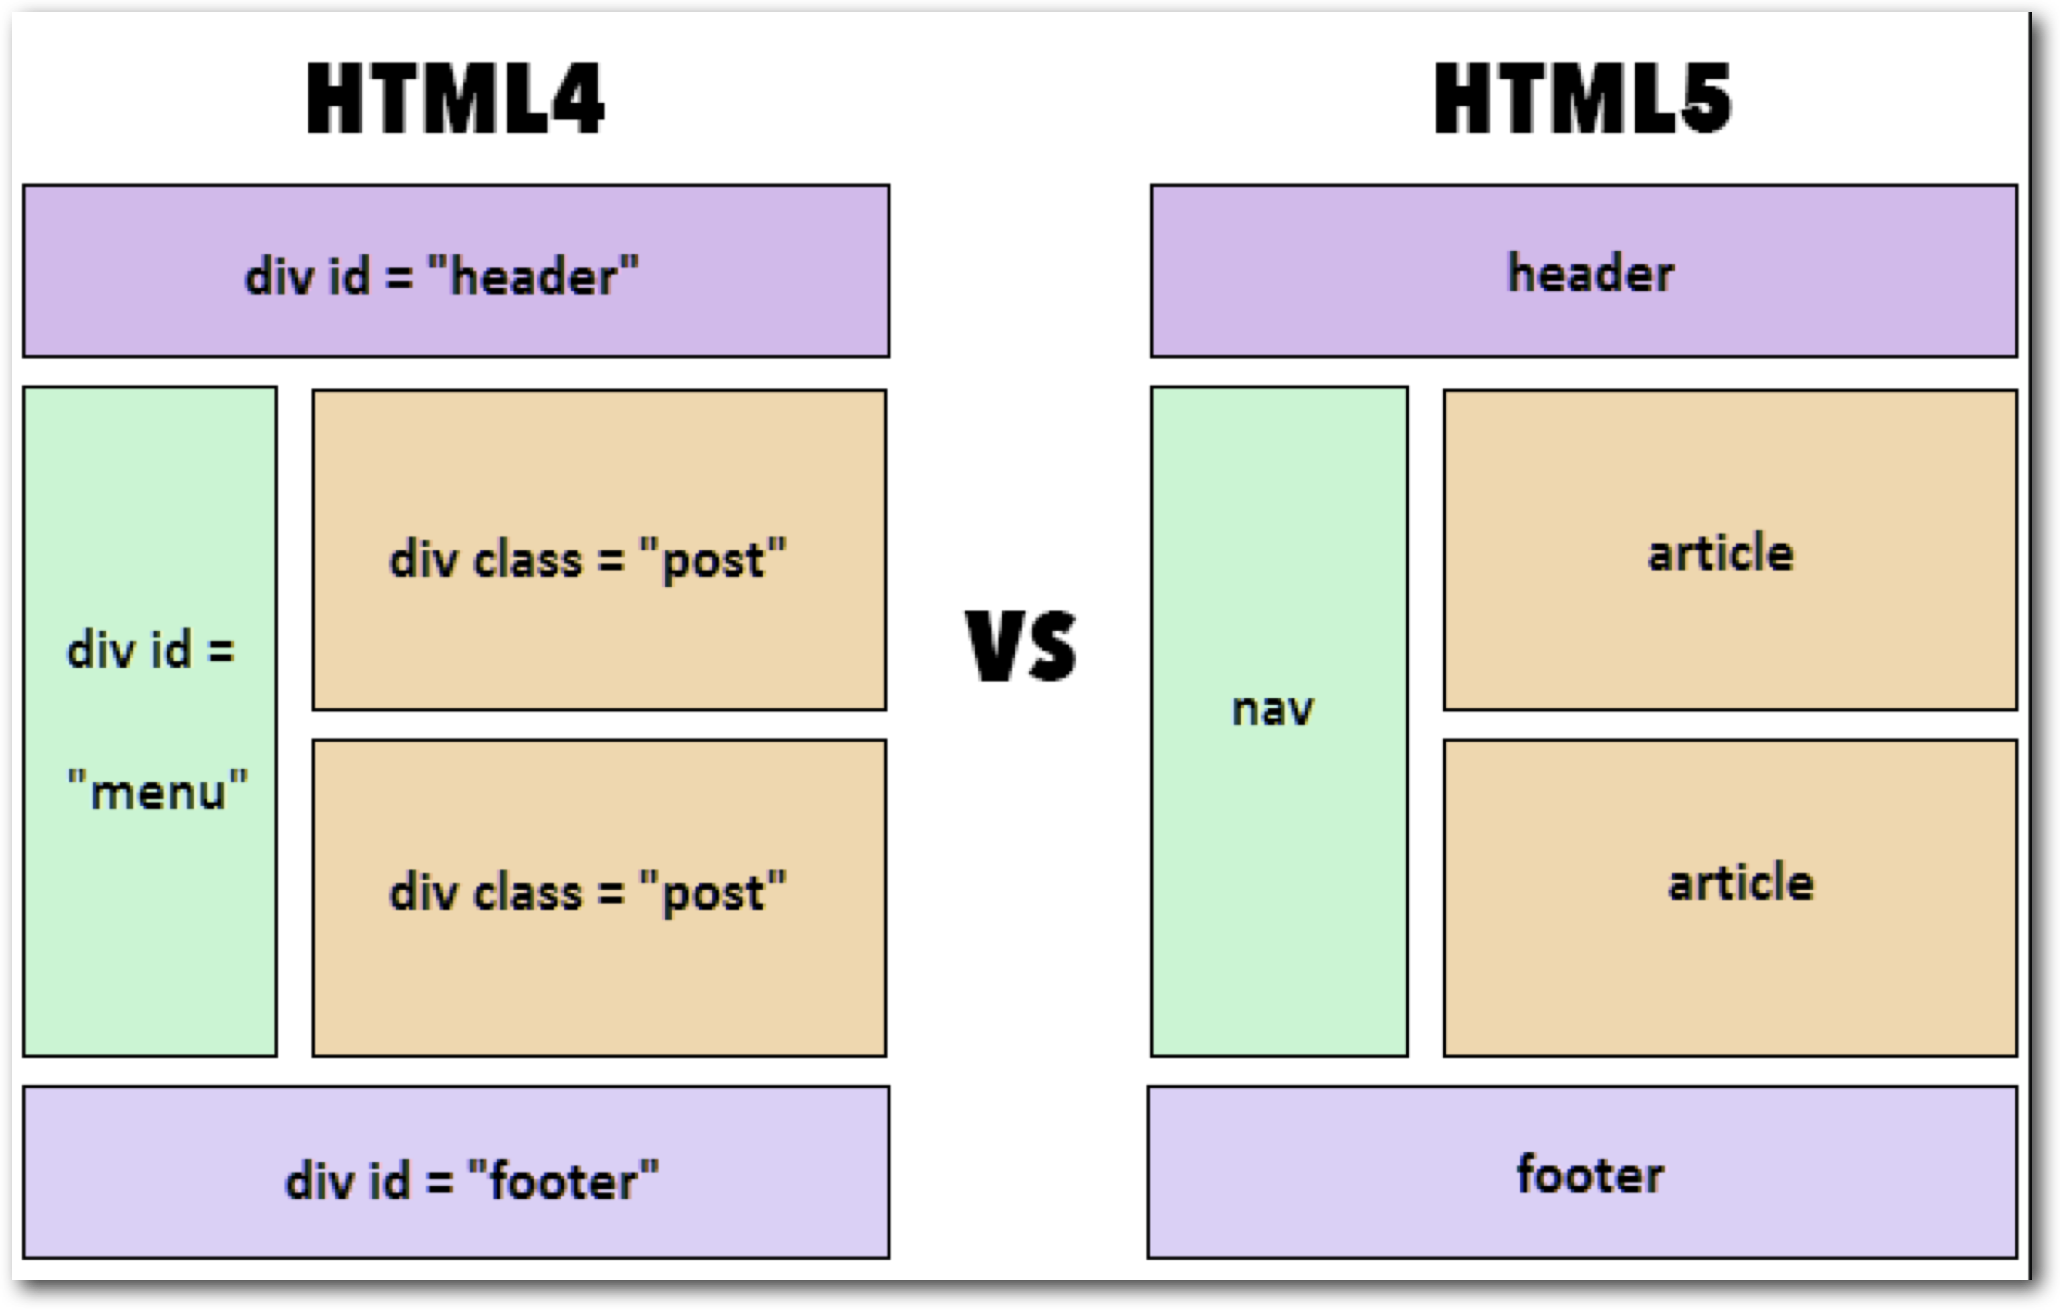 HTML4
div id = "header"
div id =
"menu"
div class = "post"
div class = "post"
div id = "footer"
VS
HTML5
header
nav
article
article
footer